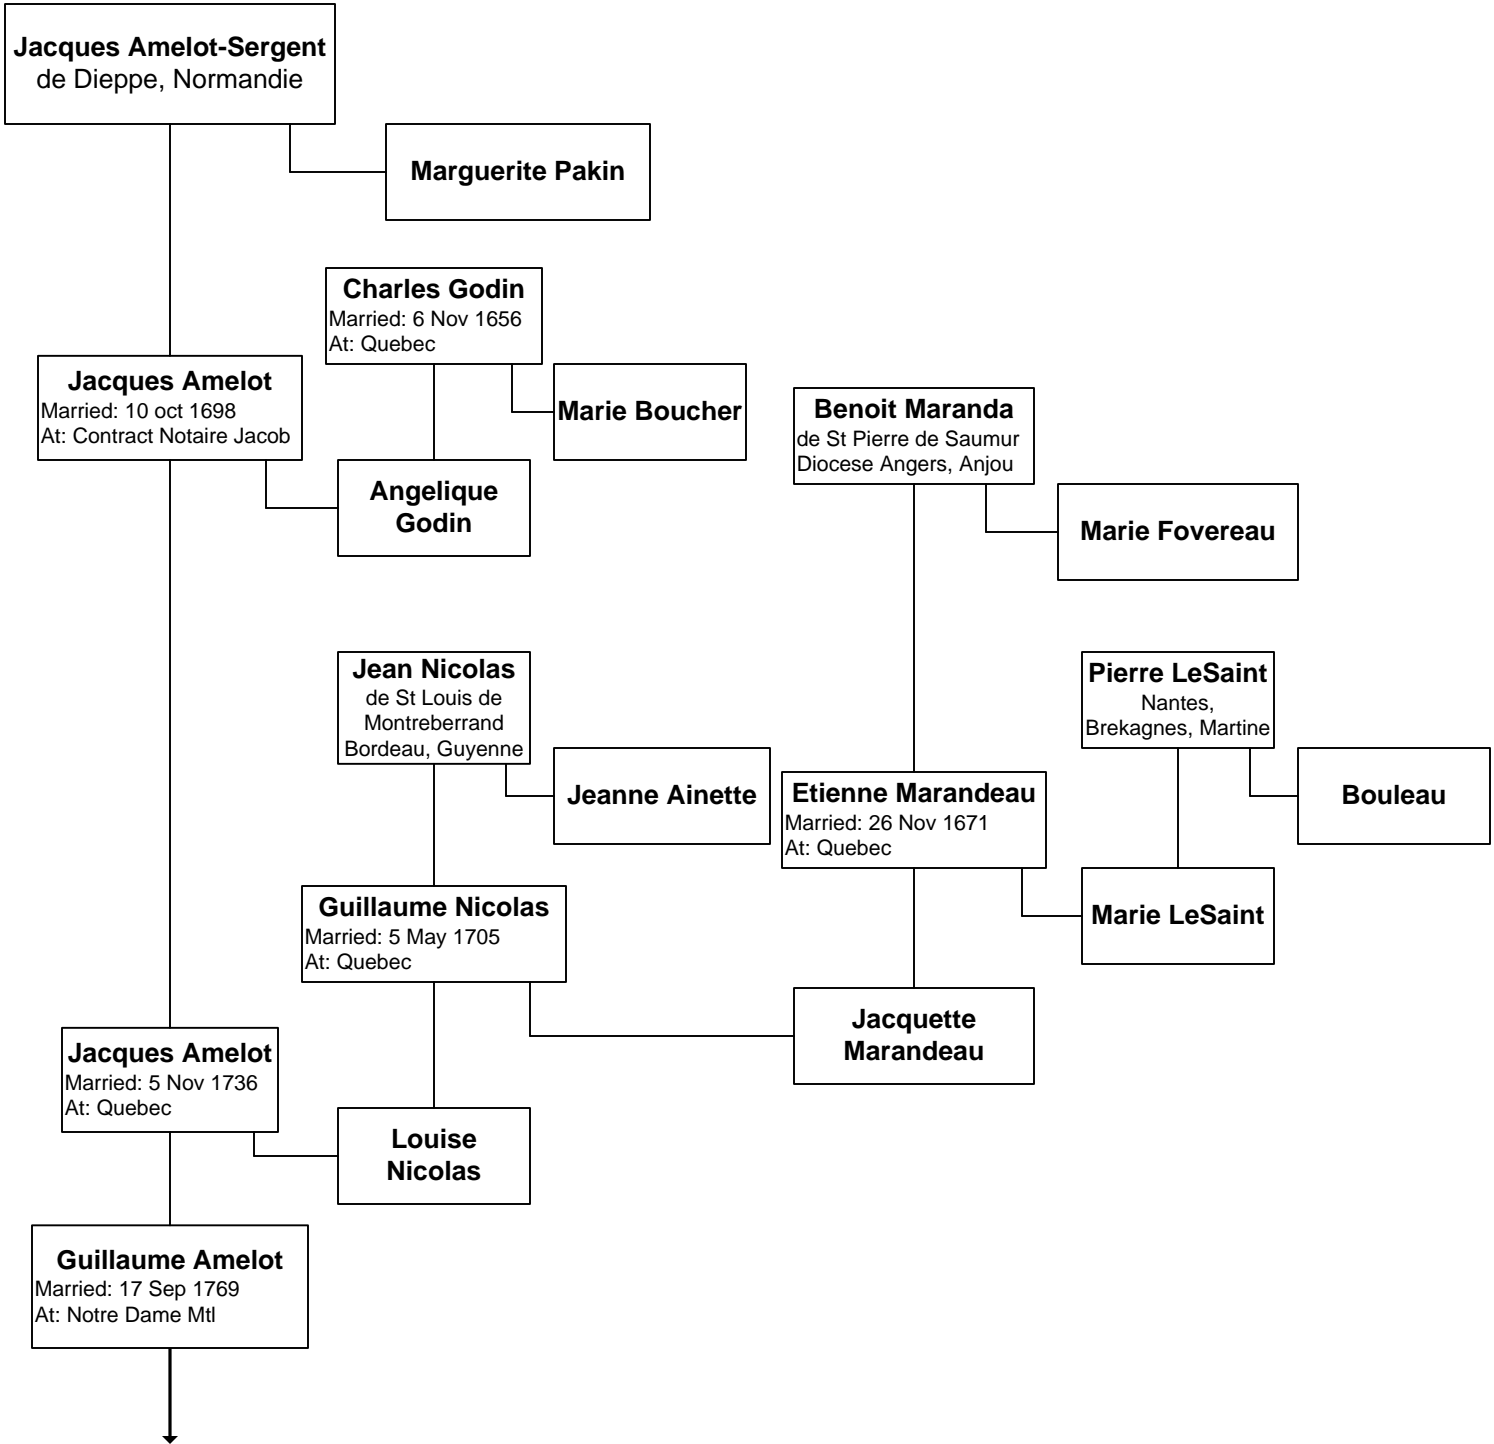 Jacques Amelot-Sergent
de Dieppe, Normandie
Marguerite Pakin
Charles Godin
Married: 6 Nov 1656
At: Quebec
Jacques Amelot
Married: 10 oct 1698
At: Contract Notaire Jacob
Marie Boucher
Angelique
Godin
Benoit Maranda
de St Pierre de Saumur
Diocese Angers, Anjou
Marie Fovereau
Jean Nicolas
de St Louis de
Montreberrand
Bordeau, Guyenne
Pierre LeSaint
Nantes,
Brekagnes, Martine
Jeanne Ainette
Etienne Marandeau
Married: 26 Nov 1671
At: Quebec
Bouleau
Guillaume Nicolas
Married: 5 May 1705
At: Quebec
Marie LeSaint
Jacquette
Marandeau
Jacques Amelot
Married: 5 Nov 1736
At: Quebec
Louise
Nicolas
Guillaume Amelot
Married: 17 Sep 1769
At: Notre Dame Mtl